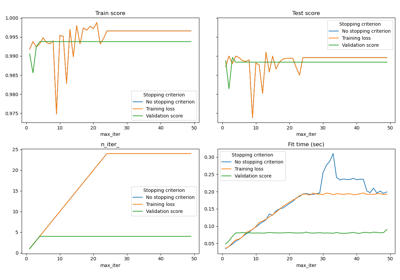 Train score
1.000
0.995
0.990
0.985
0.980
0.975
Stopping criterion
No stopping criterion
Training loss
Validation score
0 10 20 30 40 50
max_iter
Test score
Stopping criterion
No stopping criterion
Training loss
Validation score
0 10 20 30 40 50
max_iter
n_iter_
25
20
15
10
5
0
Stopping criterion
No stopping criterion
Training loss
Validation score
0 10 20 30 40 50
max_iter
Fit time (sec)
0.30
0.25
0.20
0.15
0.10
0.05
Stopping criterion
No stopping criterion
Training loss
Validation score
0 10 20 30 40 50
max_iter